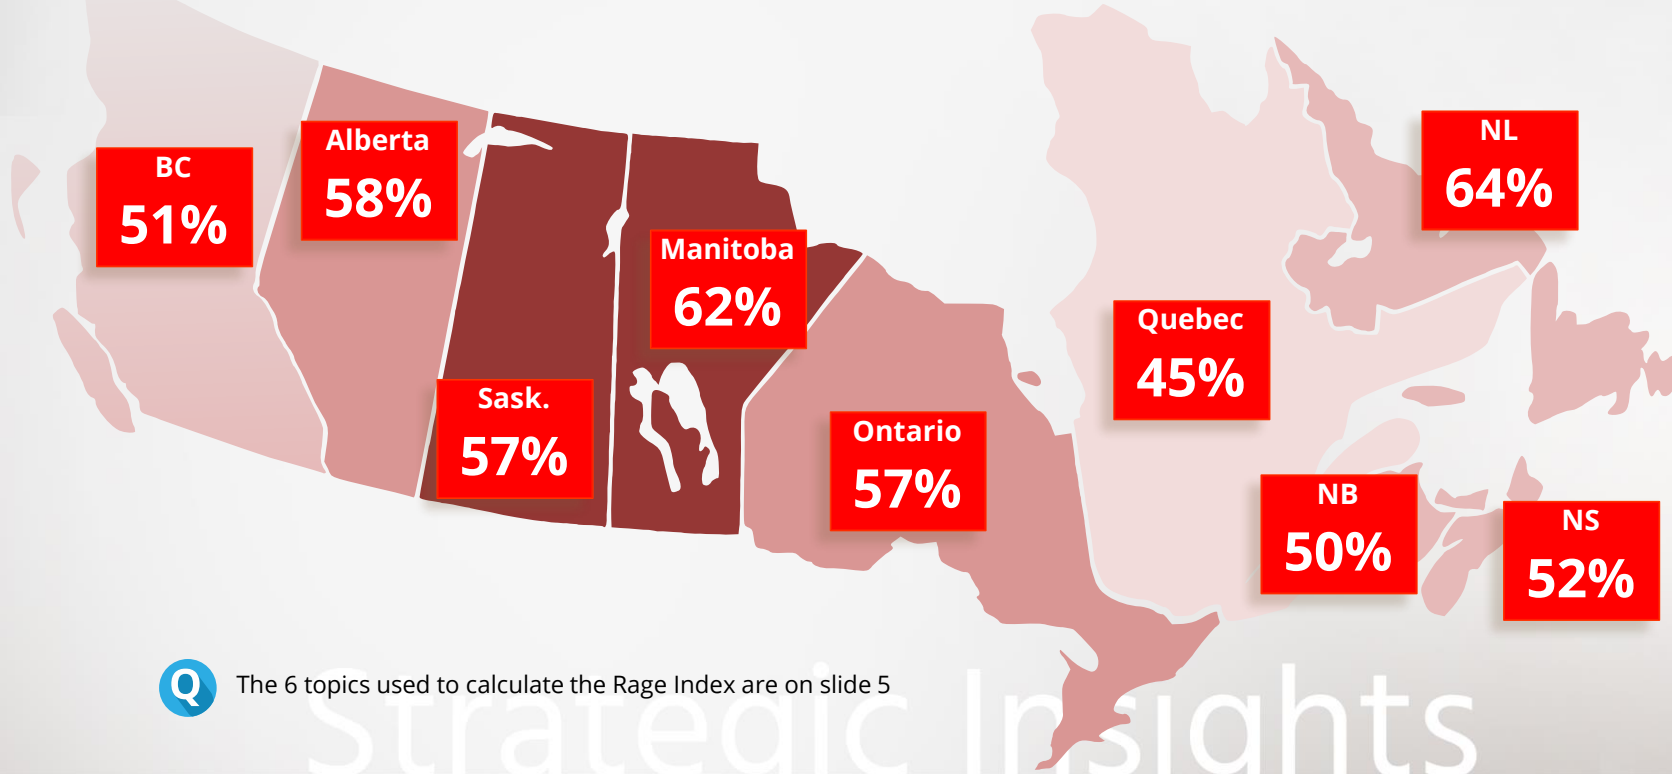 BC
51%
Alberta
58%
Sask.
57%
Manitoba
62%
Ontario
57%
Quebec
45%
NL
64%
NB
50%
NS
52%
Q
The 6 topics used to calculate the Rage Index are on slide 5
Strategic Insights